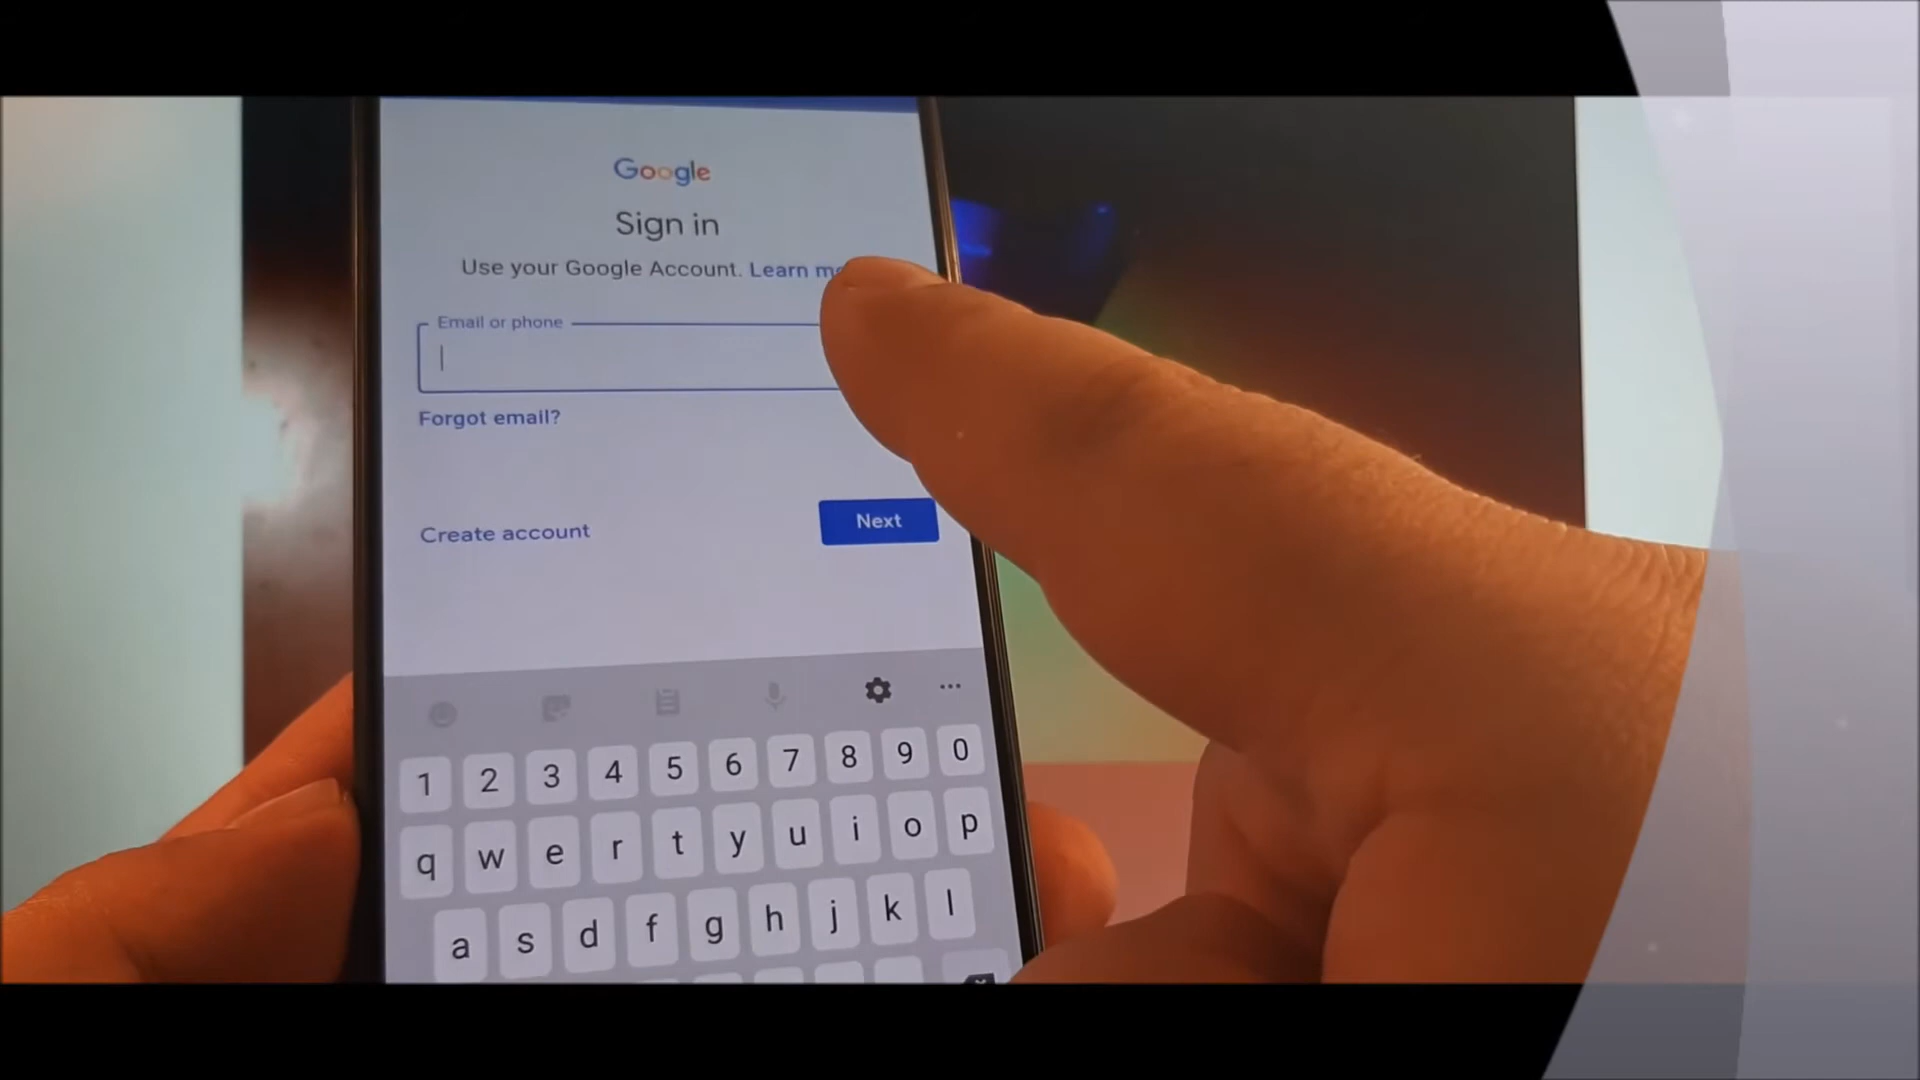 Google
Sign in
Use your Google Account. Learn
Email or phone
Forgot email?
Create account
Next
1 2 3 4 5 6 7 8 9 0
q w e r t y u i o p
a s d f g h j k l